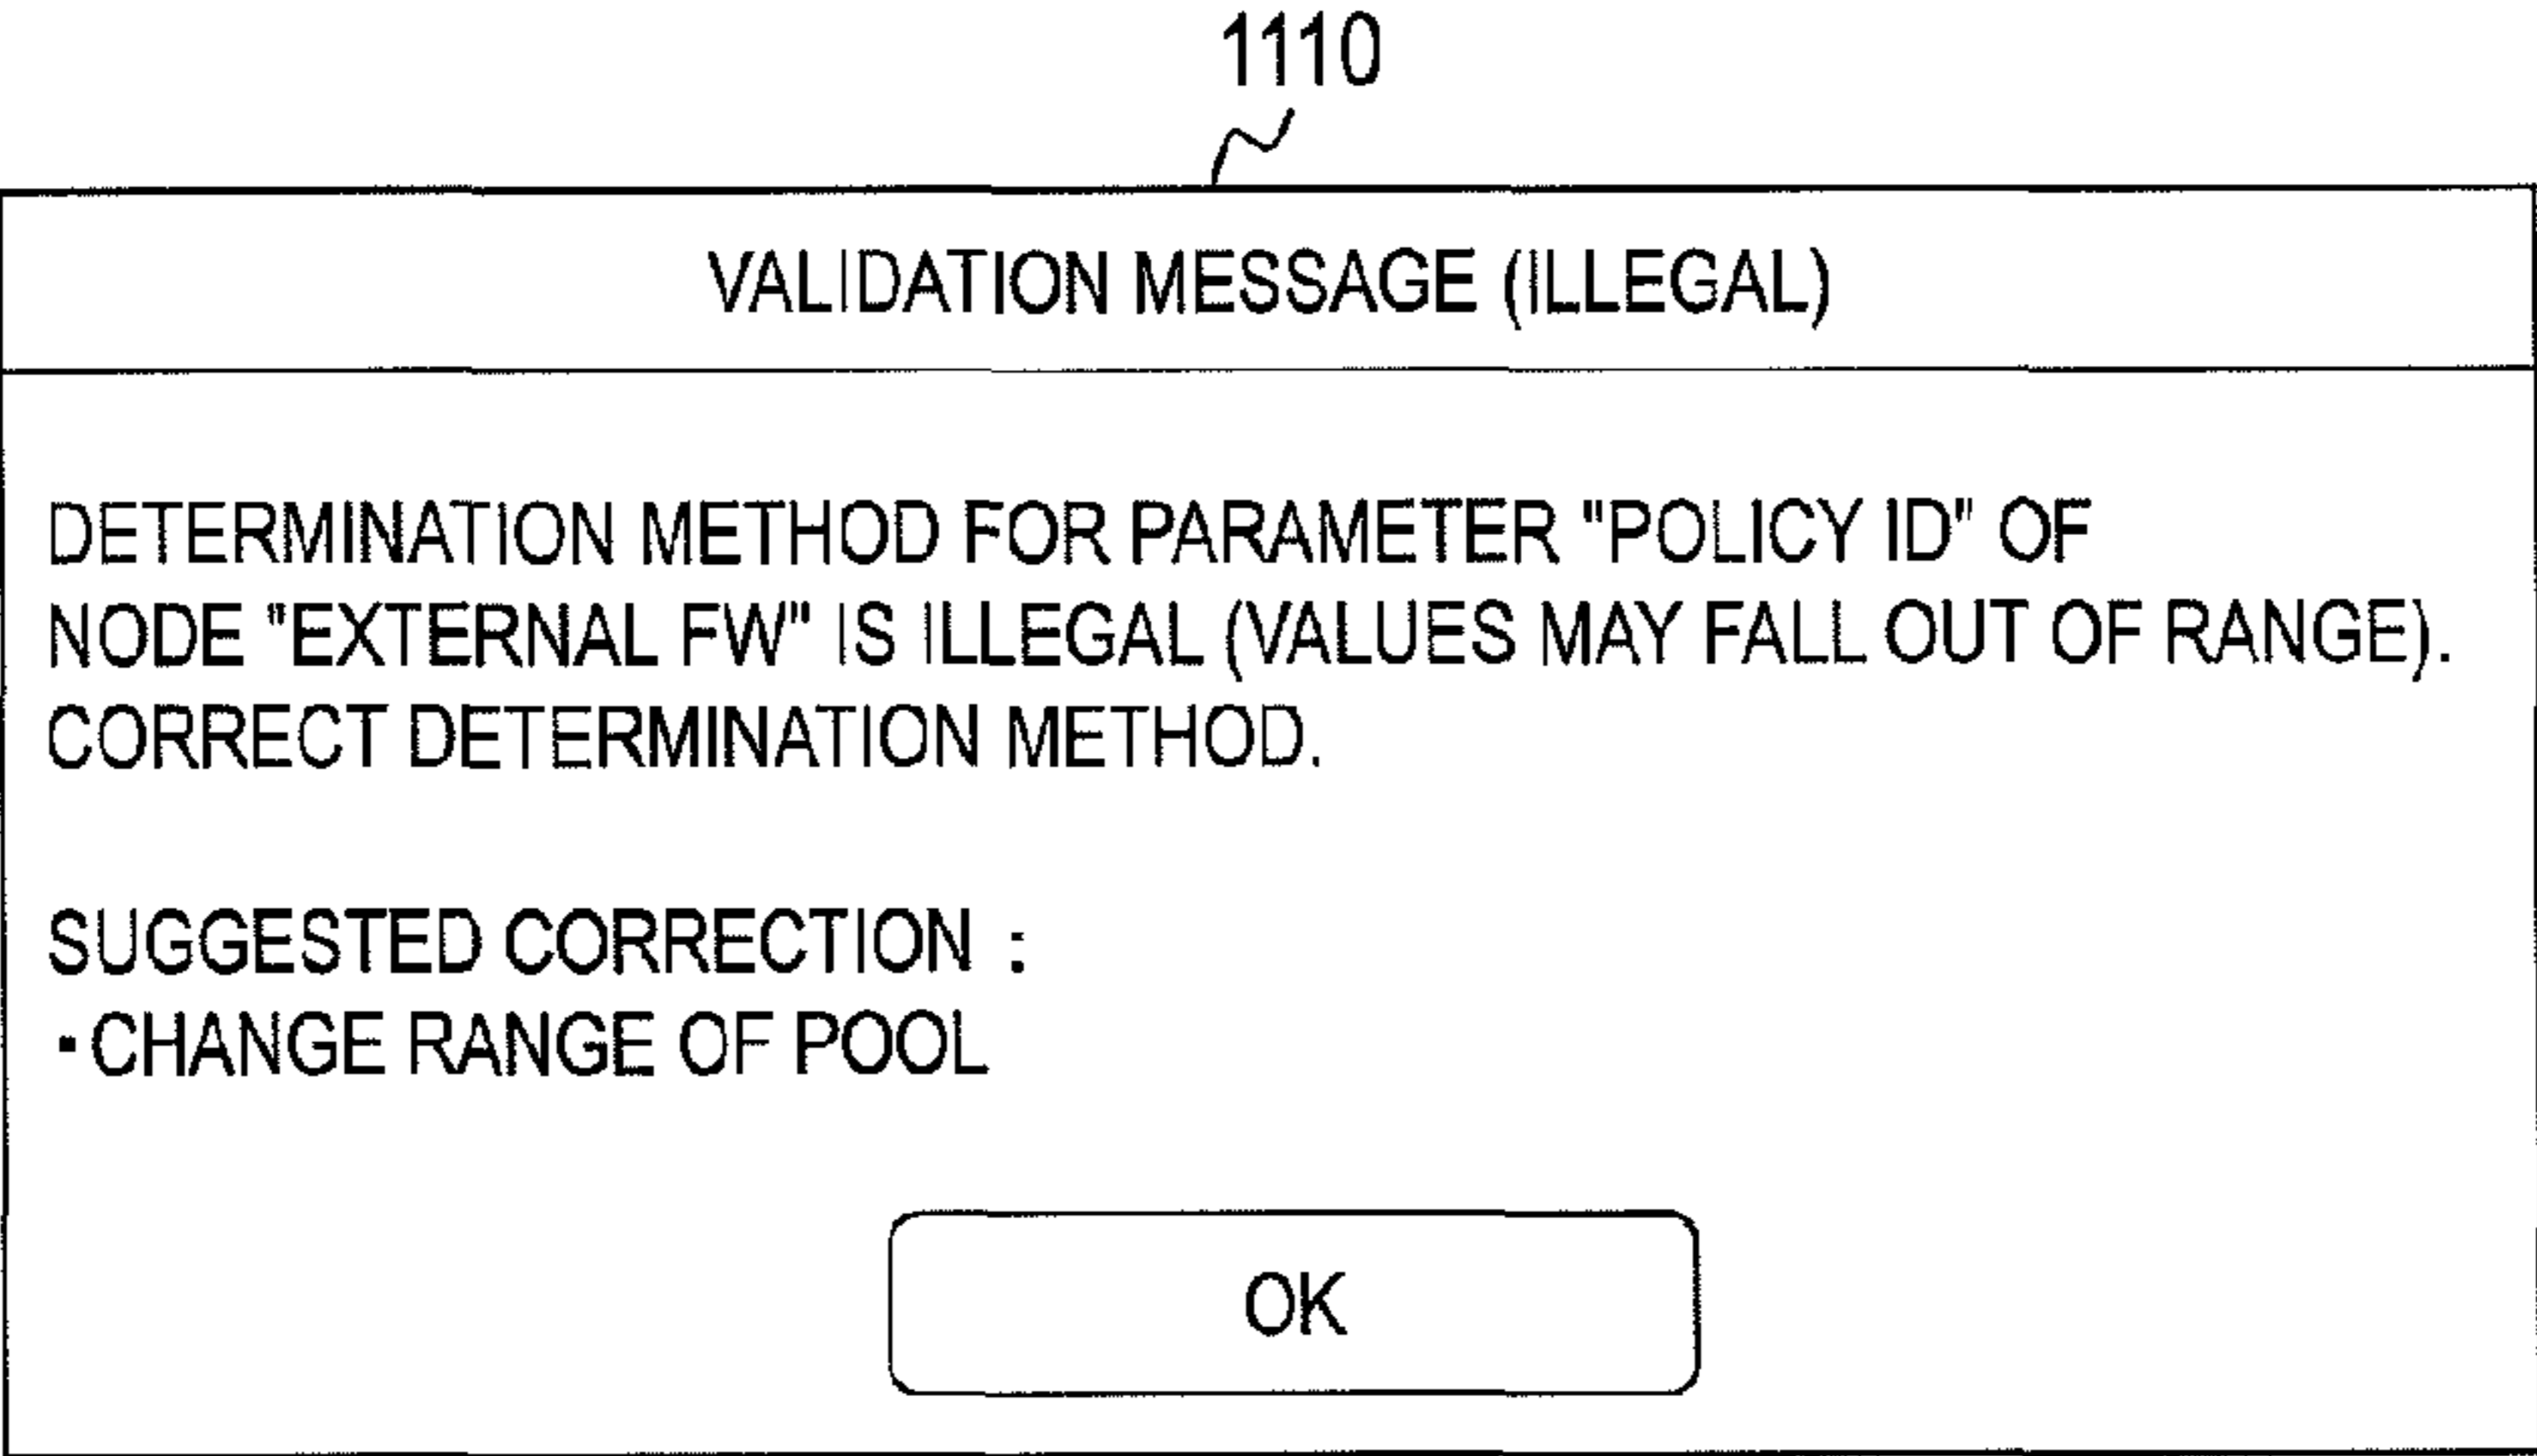 1110
VALIDATION MESSAGE (ILLEGAL)
DETERMINATION METHOD FOR PARAMETER "POLICY ID" OF
NODE "EXTERNAL FW" IS ILLEGAL (VALUES MAY FALL OUT OF RANGE).
CORRECT DETERMINATION METHOD.
SUGGESTED CORRECTION :
・CHANGE RANGE OF POOL
OK